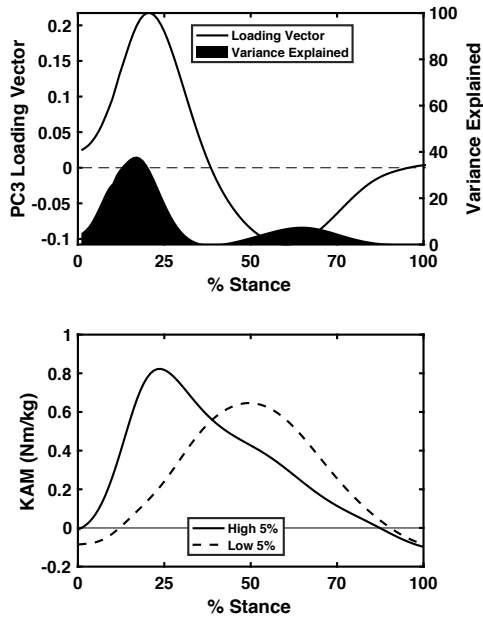 0.2
0.15
0.1
0.05
0
-0.05
-0.1
PC3 Loading Vector
Loading Vector
Variance Explained
100
80
60
40
20
0
Variance Explained
0 25 50 70 100
% Stance
1
0.8
0.6
0.4
0.2
0
-0.2
KAM (Nm/kg)
High 5%
Low 5%
0 25 50 70 100
% Stance